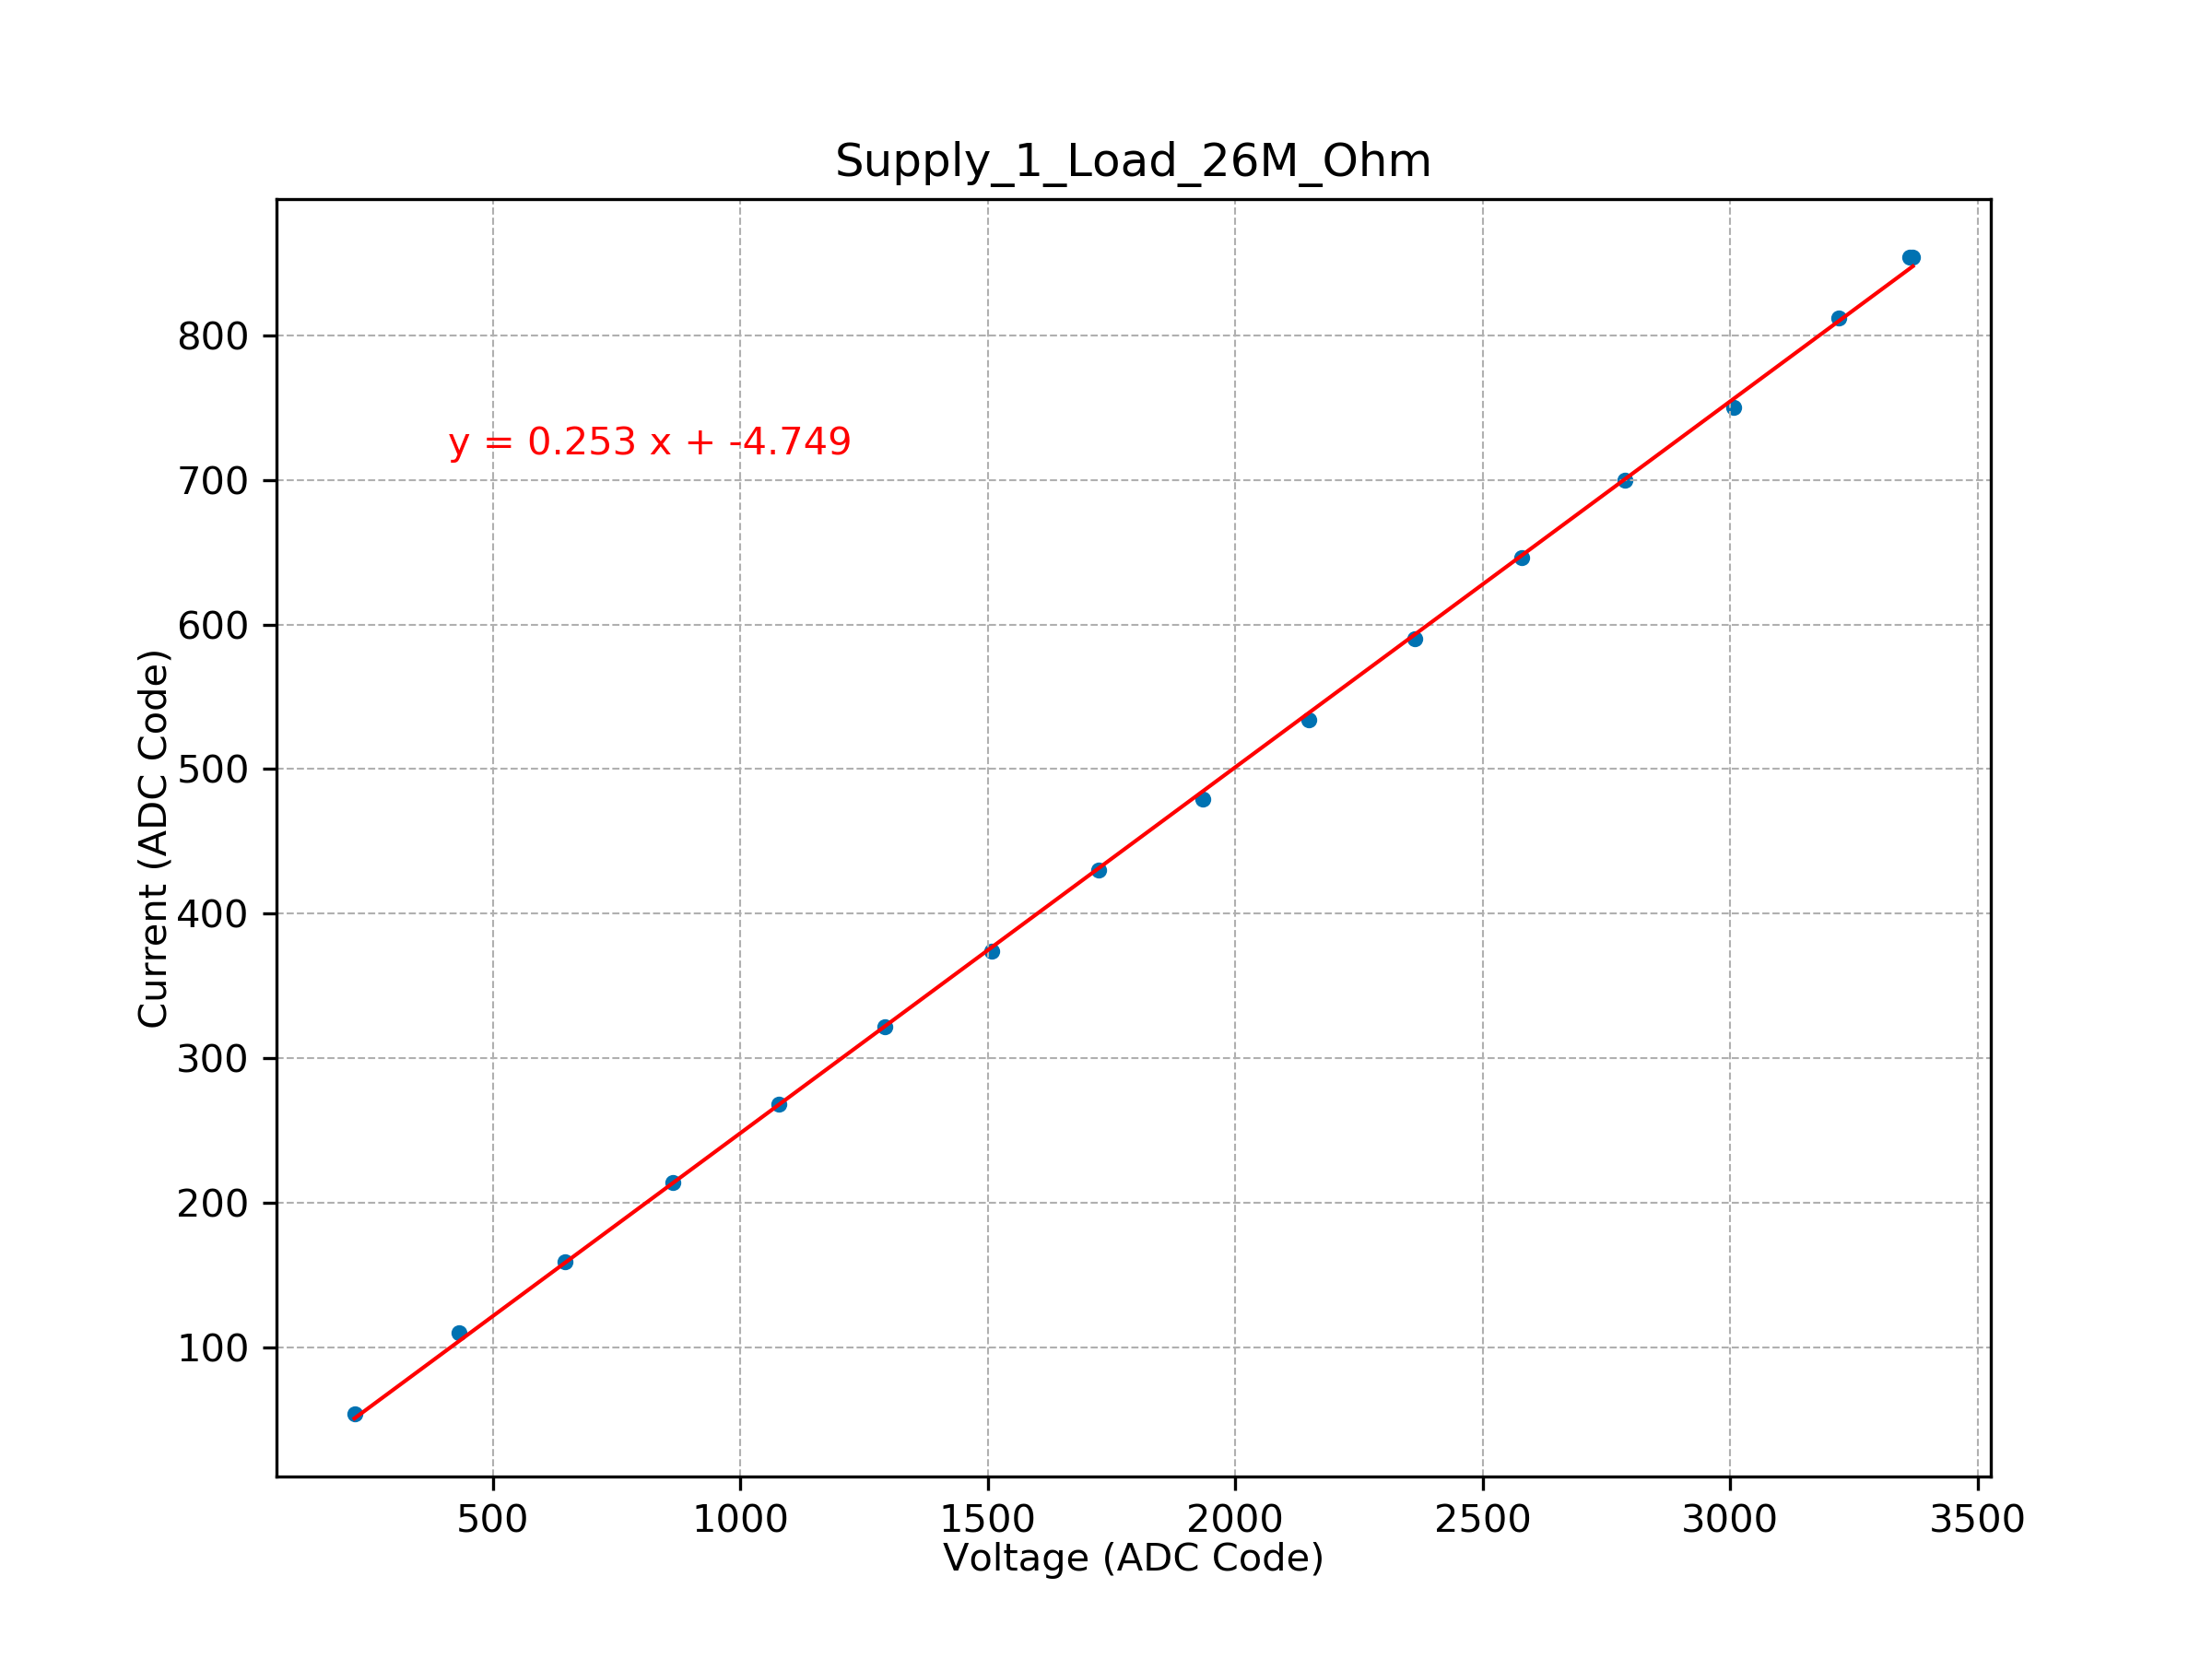 Supply_1_Load_26M_Ohm
y = 0.253 x + -4.749
800
700
600
500
400
300
200
100
Current (ADC Code)
500 1000 1500 2000 2500 3000 3500
Voltage (ADC Code)